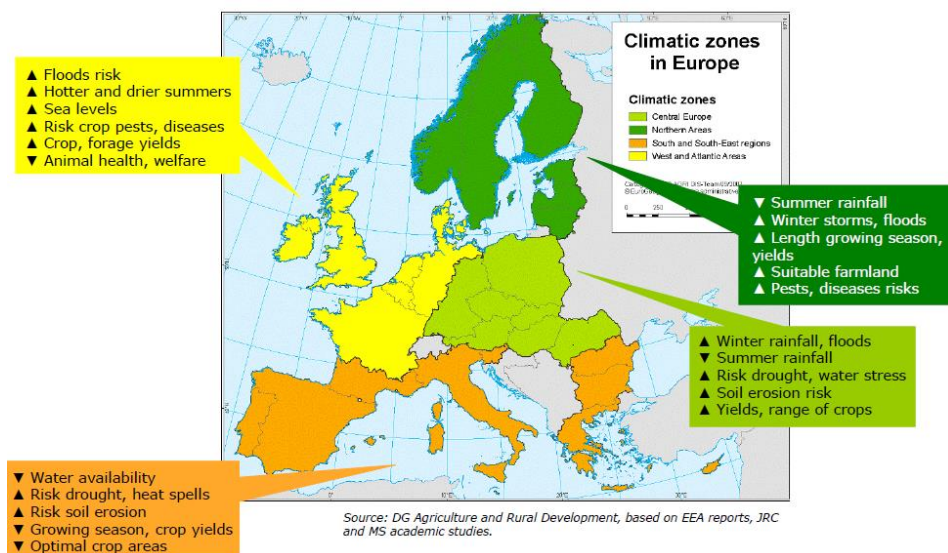 Climatic zones
in Europe
Climatic zones
Central Europe
Northern Areas
South and South-East regions
West and Atlantic Areas
0 250
▲ Floods risk
▲ Hotter and drier summers
▲ Sea levels
▲ Risk crop pests, diseases
▲ Crop, forage yields
▼ Animal health, welfare
▼ Summer rainfall
▲ Winter storms, floods
▲ Length growing season,
yields
▲ Suitable farmland
▲ Pests, diseases risks
▲ Winter rainfall, floods
▼ Summer rainfall
▲ Risk drought, water stress
▲ Soil erosion risk
▲ Yields, range of crops
▼ Water availability
▲ Risk drought, heat spells
▲ Risk soil erosion
▼ Growing season, crop yields
▼ Optimal crop areas
Source: DG Agriculture and Rural Development, based on EEA reports, JRC
and MS academic studies.